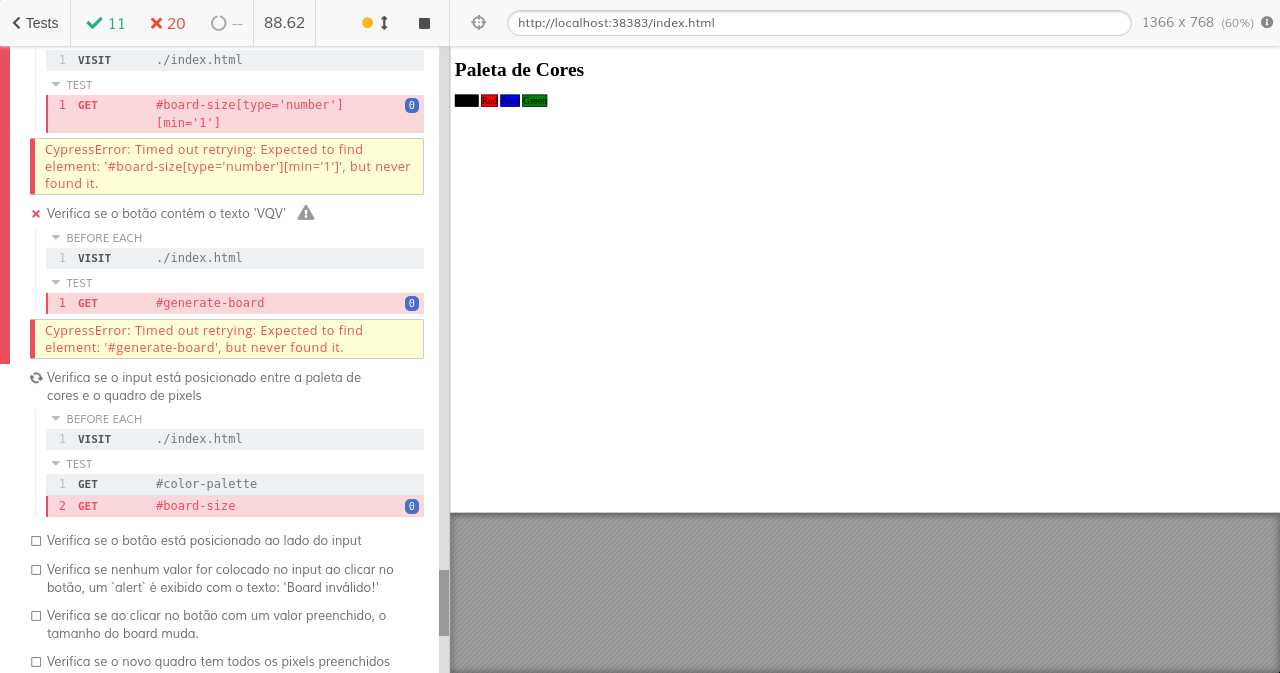 Tests 11 20 -- 88.62 http://localhost:38383/index.html 1366 x 768 (60%)
1 VISIT ./index.html
TEST
1 GET #board-size[type='number']
[min='1'] 0
CypressError: Timed out retrying: Expected to find
element: '#board-size[type='number'][min='1']', but never
found it.
Verifica se o botão contém o texto 'VQV'
BEFORE EACH
1 VISIT ./index.html
TEST
1 GET #generate-board 0
CypressError: Timed out retrying: Expected to find
element: '#generate-board', but never found it.
Verifica se o input está posicionado entre a paleta de
cores e o quadro de pixels
BEFORE EACH
1 VISIT ./index.html
TEST
1 GET #color-palette
2 GET #board-size 0
Verifica se o botão está posicionado ao lado do input
Verifica se nenhum valor for colocado no input ao clicar no
botão, um `alert` é exibido com o texto: 'Board inválido!'
Verifica se ao clicar no botão com um valor preenchido, o
tamanho do board muda.
Verifica se o novo quadro tem todos os pixels preenchidos
Paleta de Cores
Red Blue Green